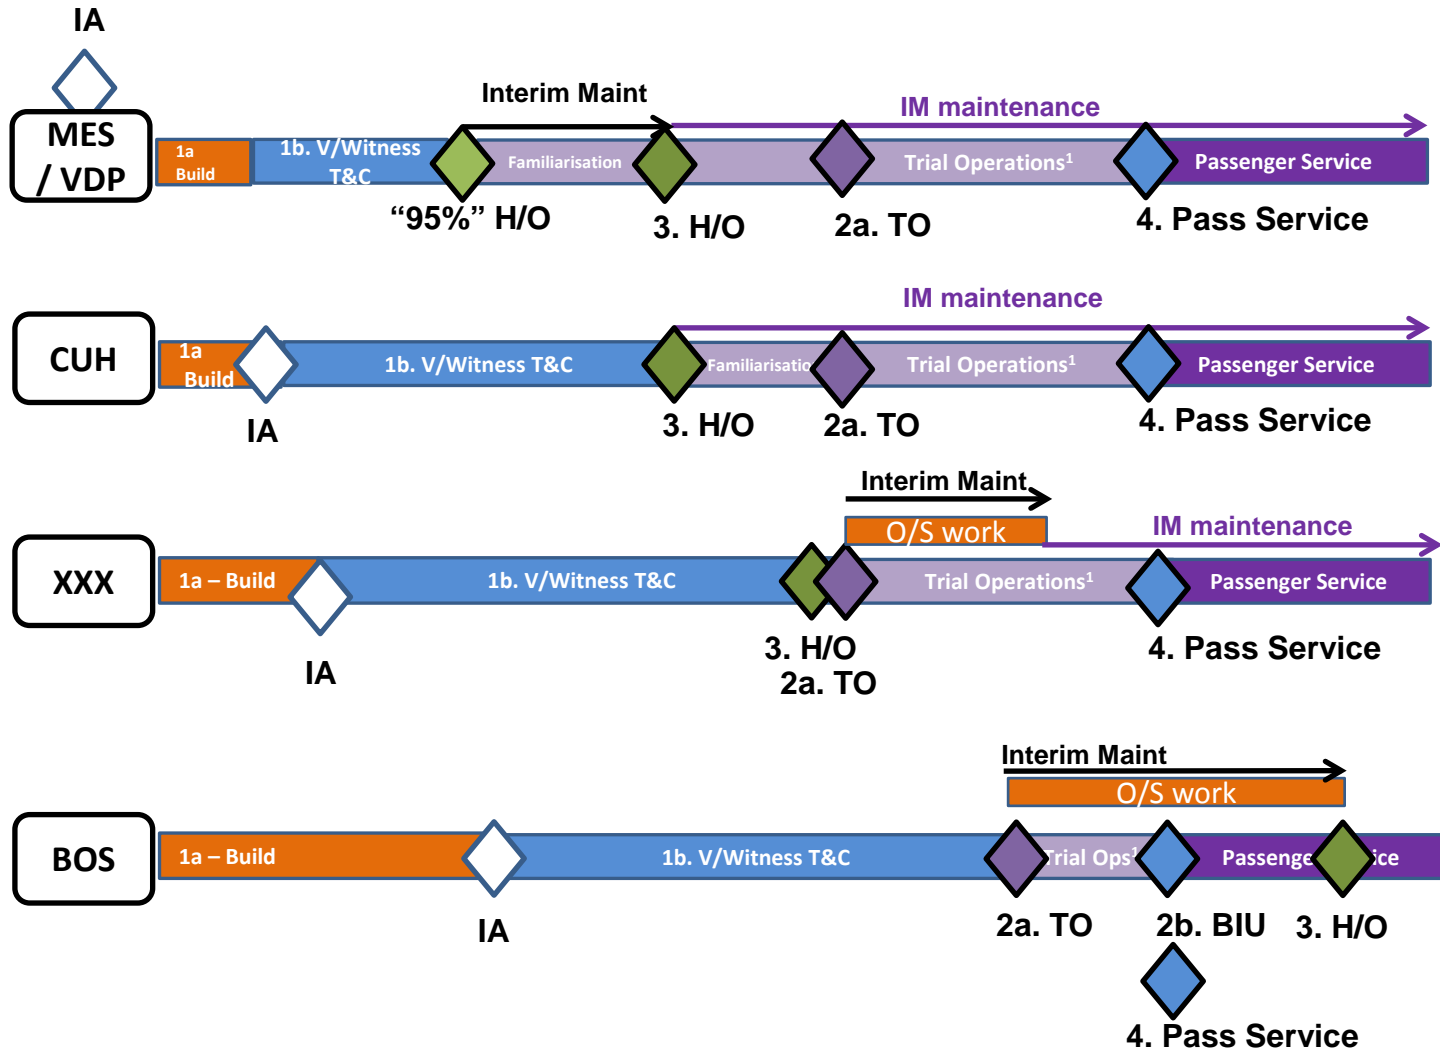 IA
MES
/ VDP
Interim Maint
IM maintenance
1a
Build
1b. V/Witness
T&C
Familiarisation
Trial Operations¹
Passenger Service
“95%” H/O
3. H/O
2a. TO
4. Pass Service
IM maintenance
CUH
1a
Build
1b. V/Witness T&C
Familiarisatio
Trial Operations¹
Passenger Service
IA
3. H/O
2a. TO
4. Pass Service
Interim Maint
O/S work
IM maintenance
XXX
1a – Build
1b. V/Witness T&C
Trial Operations¹
Passenger Service
IA
3. H/O
2a. TO
4. Pass Service
Interim Maint
O/S work
BOS
1a – Build
1b. V/Witness T&C
Trial Ops¹
Passenger Service
IA
2a. TO
2b. BIU
3. H/O
4. Pass Service